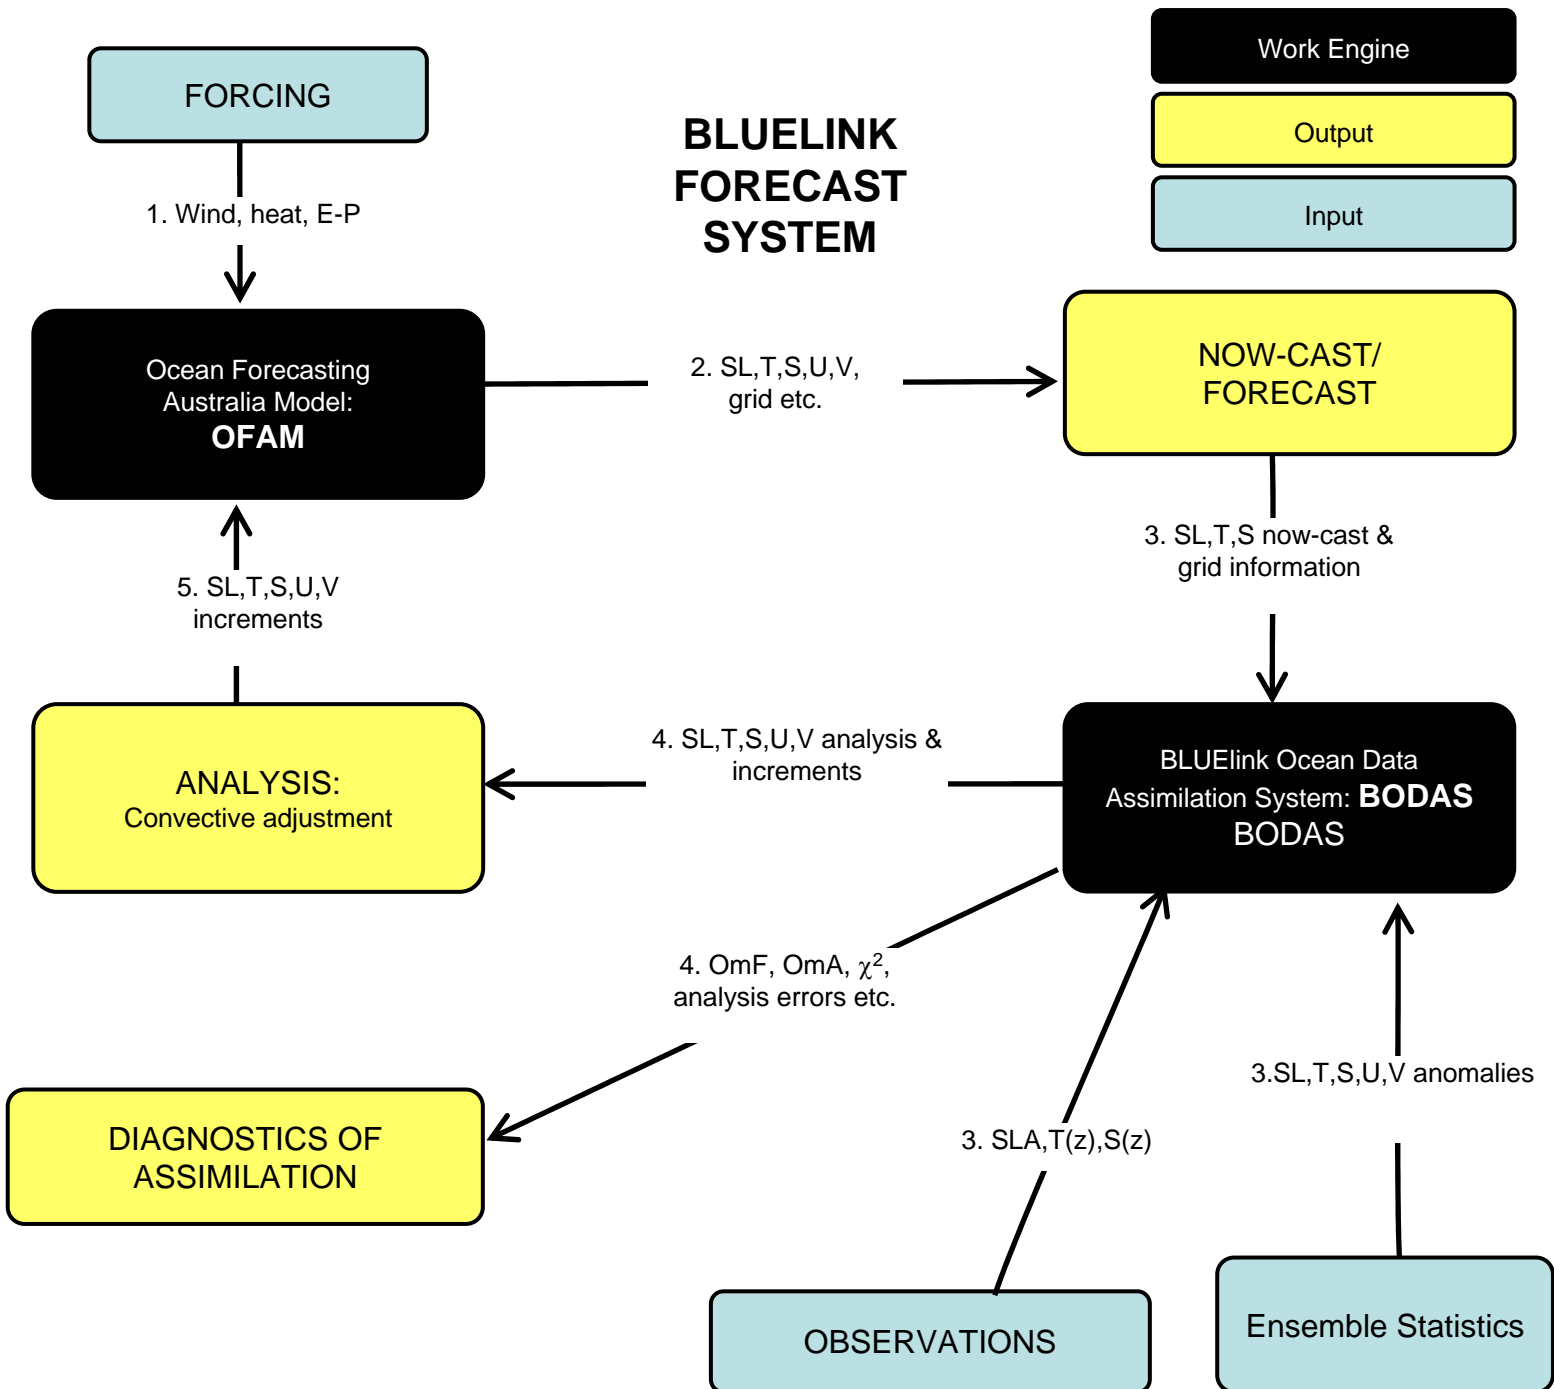 FORCING
1. Wind, heat, E-P
BLUELINK
FORECAST
SYSTEM
Work Engine
Output
Input
Ocean Forecasting
Australia Model:
OFAM
2. SL,T,S,U,V,
grid etc.
NOW-CAST/
FORECAST
3. SL,T,S now-cast &
grid information
5. SL,T,S,U,V
increments
ANALYSIS:
Convective adjustment
4. SL,T,S,U,V analysis &
increments
BLUElink Ocean Data
Assimilation System: BODAS
BODAS
4. OmF, OmA, χ²,
analysis errors etc.
3.SL,T,S,U,V anomalies
DIAGNOSTICS OF
ASSIMILATION
3. SLA,T(z),S(z)
OBSERVATIONS
Ensemble Statistics